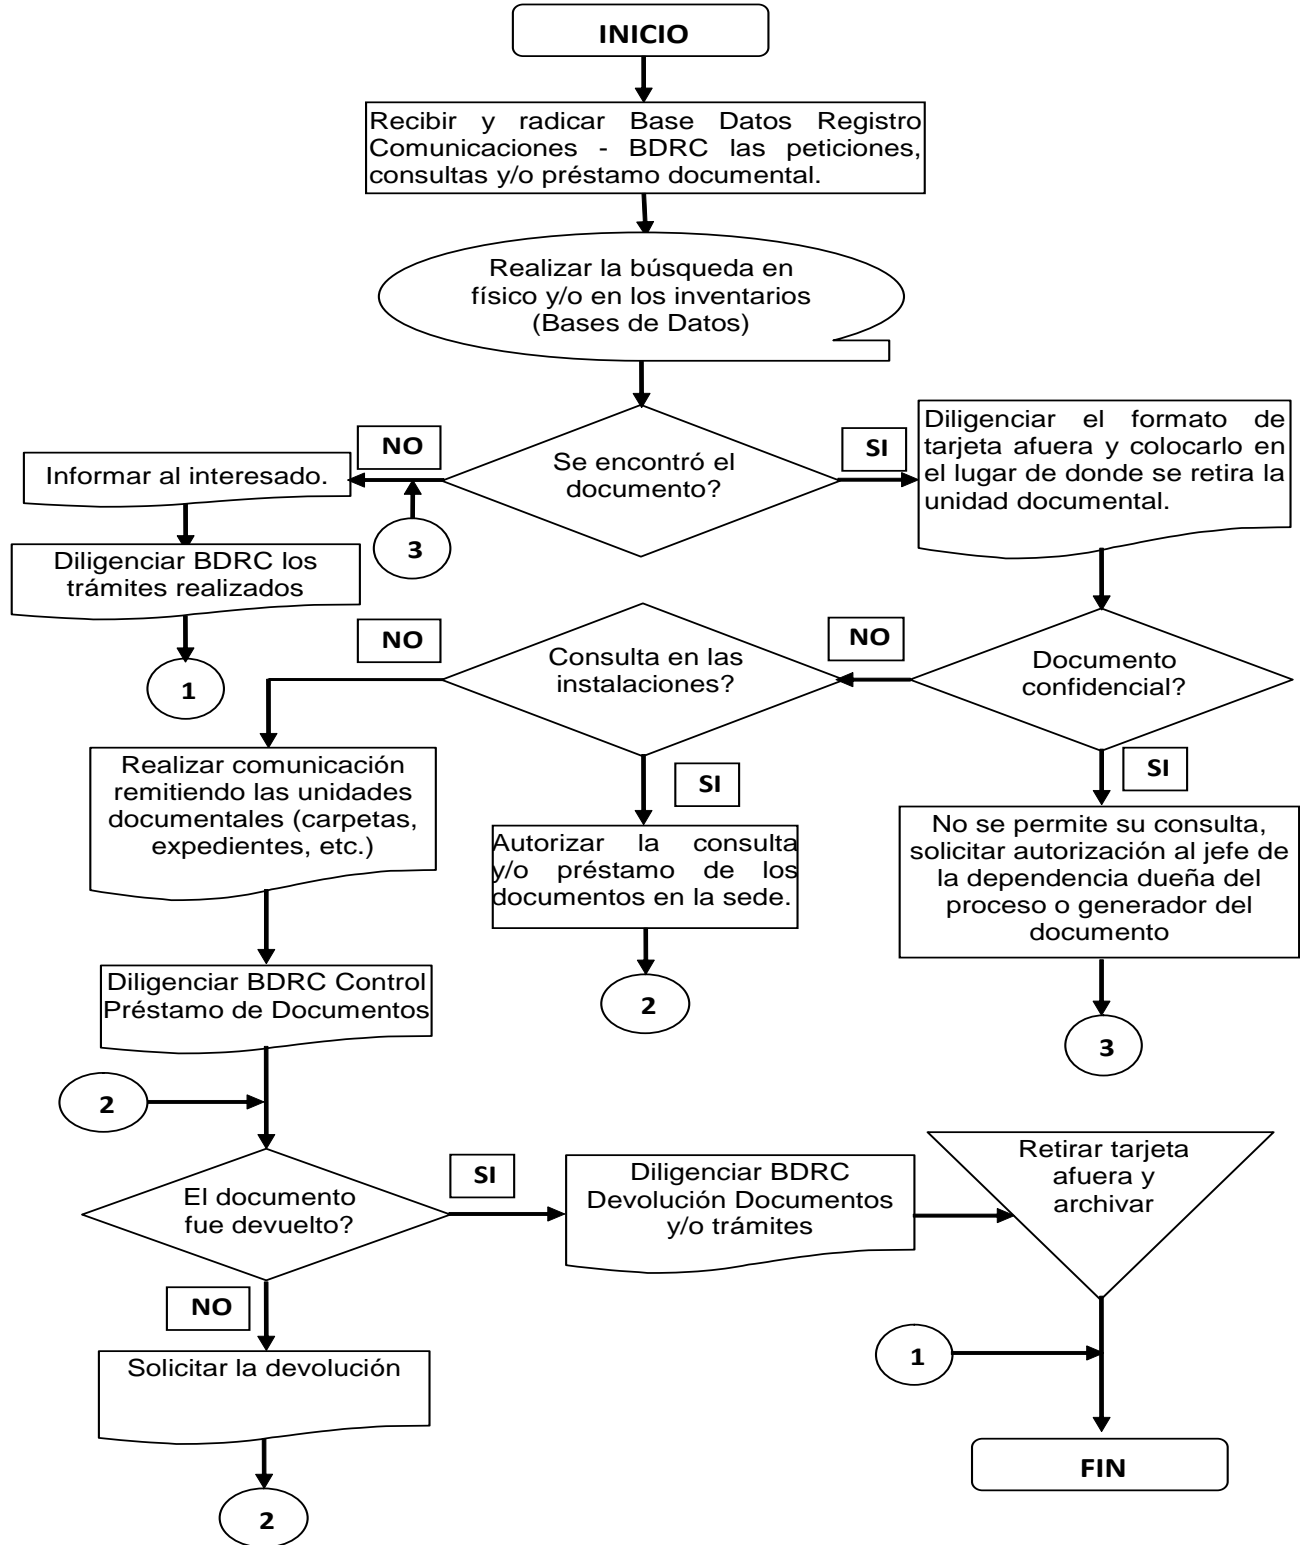 INICIO
Recibir y radicar Base Datos Registro
Comunicaciones - BDRC las peticiones,
consultas y/o préstamo documental.
Realizar la búsqueda en
físico y/o en los inventarios
(Bases de Datos)
Se encontró el
documento?
NO
SI
Informar al interesado.
3
Diligenciar el formato de
tarjeta afuera y colocarlo en
el lugar de donde se retira la
unidad documental.
Diligenciar BDRC los
trámites realizados
1
NO
Consulta en las
instalaciones?
NO
Documento
confidencial?
SI
SI
Realizar comunicación
remitiendo las unidades
documentales (carpetas,
expedientes, etc.)
Autorizar la consulta
y/o préstamo de los
documentos en la sede.
No se permite su consulta,
solicitar autorización al jefe de
la dependencia dueña del
proceso o generador del
documento
Diligenciar BDRC Control
Préstamo de Documentos
2
3
2
El documento
fue devuelto?
SI
Diligenciar BDRC
Devolución Documentos
y/o trámites
Retirar tarjeta
afuera y
archivar
NO
Solicitar la devolución
1
2
FIN